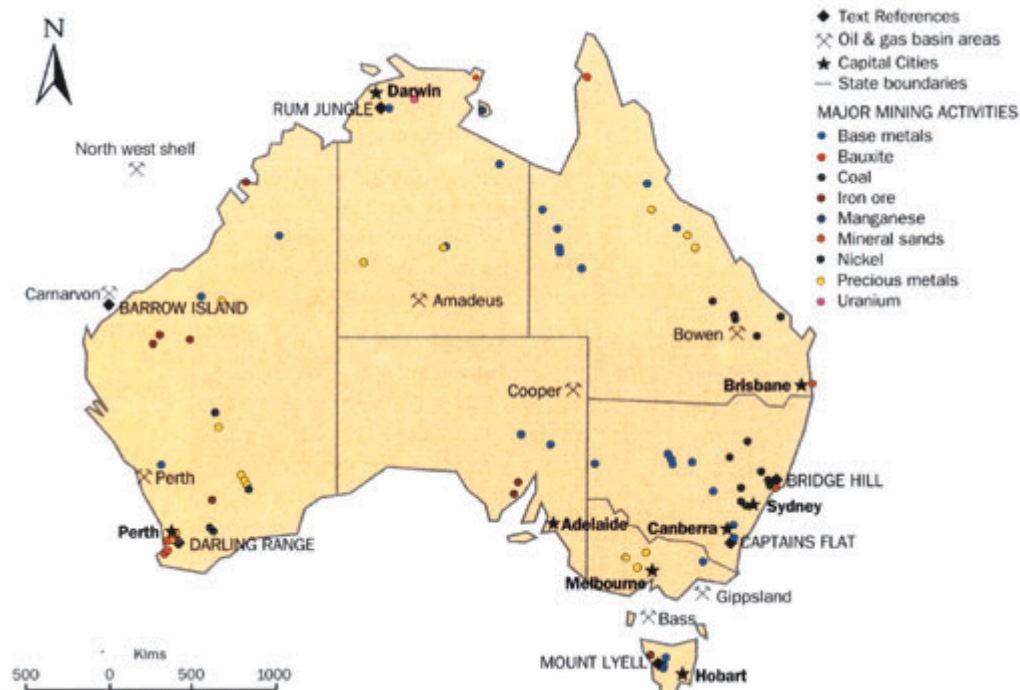 N
Text References
Oil & gas basin areas
Capital Cities
State boundaries
MAJOR MINING ACTIVITIES
Base metals
Bauxite
Coal
Iron ore
Manganese
Mineral sands
Nickel
Precious metals
Uranium
Darwin
RUM JUNGLE
North west shelf
Carnarvon
BARROW ISLAND
Amadeus
Bowen
Cooper
Brisbane
Perth
BRIDGE HILL
Sydney
Perth
DARLING RANGE
Adelaide
Canberra
CAPTAINS FLAT
Melbourne
Gippsland
Bass
MOUNT LYELL
Hobart
Klms
500 0 500 1000